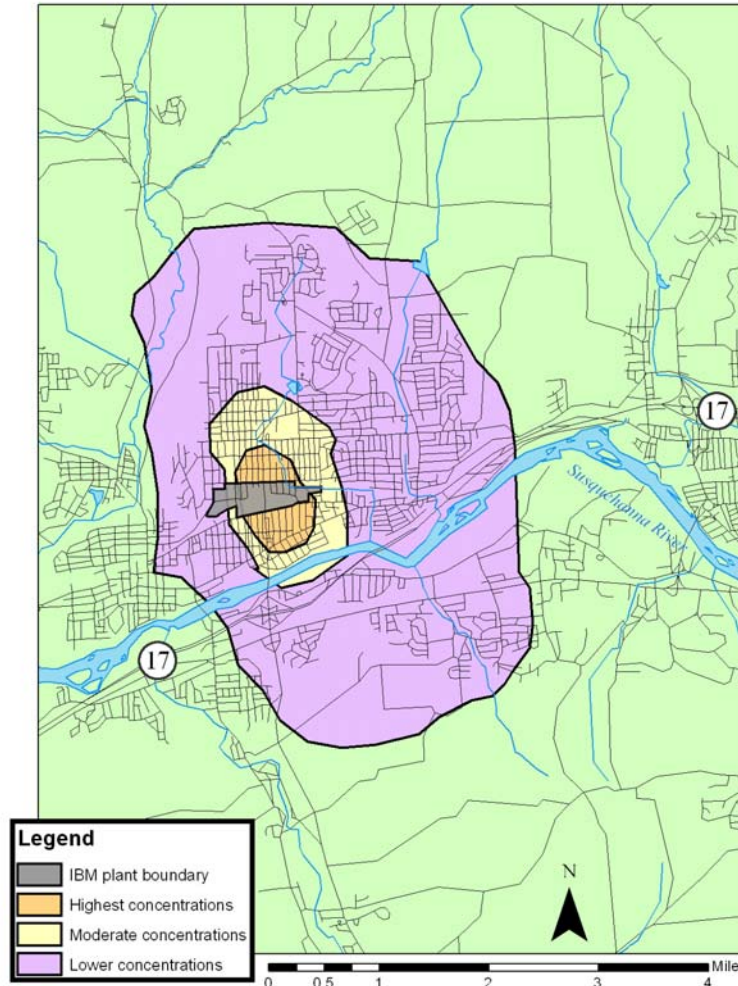 17
Susquehanna River
17
Legend
IBM plant boundary
Highest concentrations
Moderate concentrations
Lower concentrations
N
0 0.5 1 2 3 4
Mile